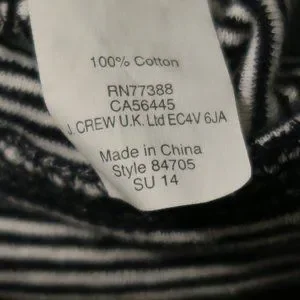 100% Cotton
RN77388
CA56445
J. CREW U.K. Ltd EC4V 6JA
Made in China
Style 84705
SU 14